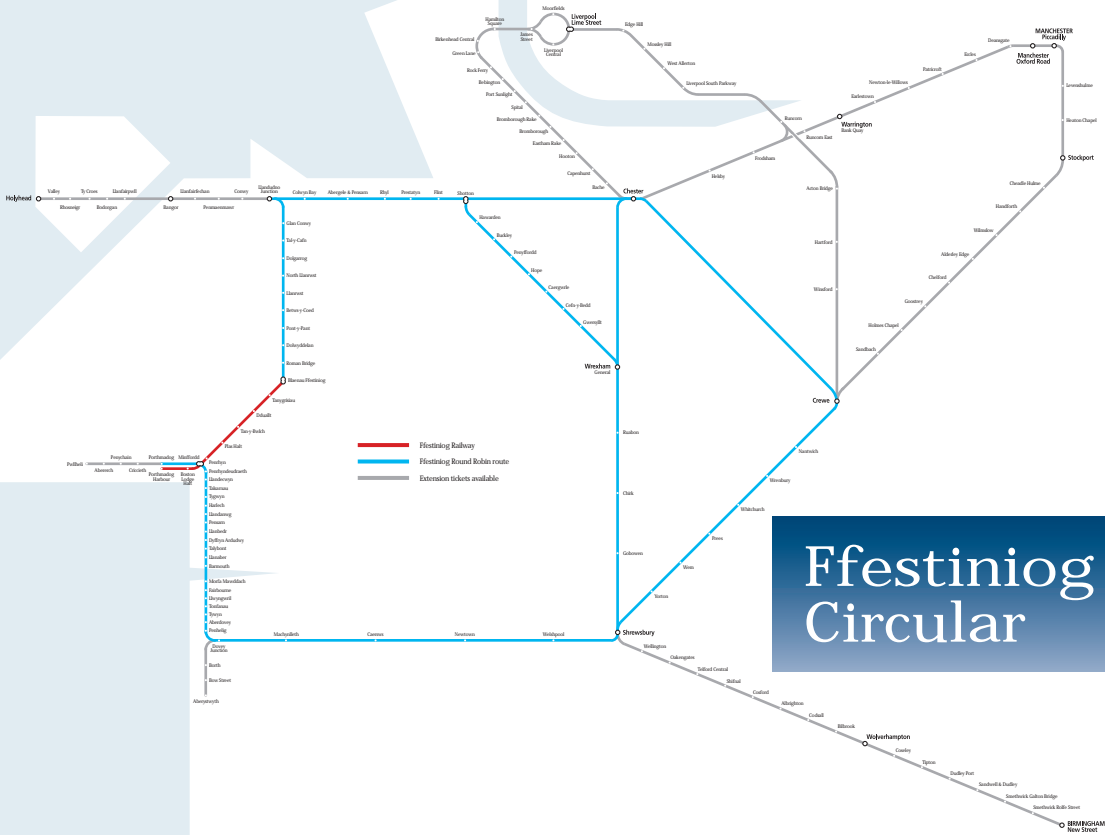 Moorfields
Hamilton
Square
James
Street
Liverpool
Central
Liverpool
Lime Street
Edge Hill
Mossley Hill
West Allerton
Liverpool South Parkway
Birkenhead Central
Green Lane
Rock Ferry
Bebington
Port Sunlight
Spital
Bromborough Rake
Bromborough
Eastham Rake
Hooton
Capenhurst
Bache
Chester
MANCHESTER
Piccadilly
Deansgate
Manchester
Oxford Road
Eccles
Patricroft
Newton-le-Willows
Earlestown
Warrington
Bank Quay
Runcorn
Runcorn East
Frodsham
Helsby
Levenshulme
Heaton Chapel
Stockport
Cheadle Hulme
Handforth
Wilmslow
Alderley Edge
Chelford
Goostrey
Holmes Chapel
Sandbach
Acton Bridge
Hartford
Winsford
Crewe
Holyhead
Valley
Rhosneigr
Ty Croes
Bodorgan
Llanfairpwll
Bangor
Llanfairfechan
Penmaenmawr
Conwy
Llandudno
Junction
Colwyn Bay
Abergele & Pensarn
Rhyl
Prestatyn
Flint
Shotton
Hawarden
Buckley
Penyffordd
Hope
Caergwrle
Cefn-y-Bedd
Gwersyllt
Wrexham
General
Glan Conwy
Tal-y-Cafn
Dolgarrog
North Llanrwst
Llanrwst
Betws-y-Coed
Pont-y-Pant
Dolwyddelan
Roman Bridge
Blaenau Ffestiniog
Tanygrisiau
Dduallt
Tan-y-Bwlch
Plas Halt
Pwllheli
Abererch
Penychain
Criccieth
Porthmadog
Minffordd
Porthmadog
Harbour
Boston
Lodge
Halt
Penrhyn
Penrhyndeudraeth
Llandecwyn
Talsarnau
Tygwyn
Harlech
Llandanwg
Pensarn
Llanbedr
Dyffryn Ardudwy
Talybont
Llanaber
Barmouth
Morfa Mawddach
Fairbourne
Llwyngwril
Tonfanau
Tywyn
Aberdovey
Penhelig
Dovey
Junction
Borth
Bow Street
Aberystwyth
Machynlleth
Caersws
Newtown
Welshpool
Shrewsbury
Ruabon
Chirk
Gobowen
Nantwich
Wrenbury
Whitchurch
Prees
Wem
Yorton
Wellington
Oakengates
Telford Central
Shifnal
Cosford
Albrighton
Codsall
Bilbrook
Wolverhampton
Coseley
Tipton
Dudley Port
Sandwell & Dudley
Smethwick Galton Bridge
Smethwick Rolfe Street
BIRMINGHAM
New Street
Ffestiniog Railway
Ffestiniog Round Robin route
Extension tickets available
Ffestiniog
Circular